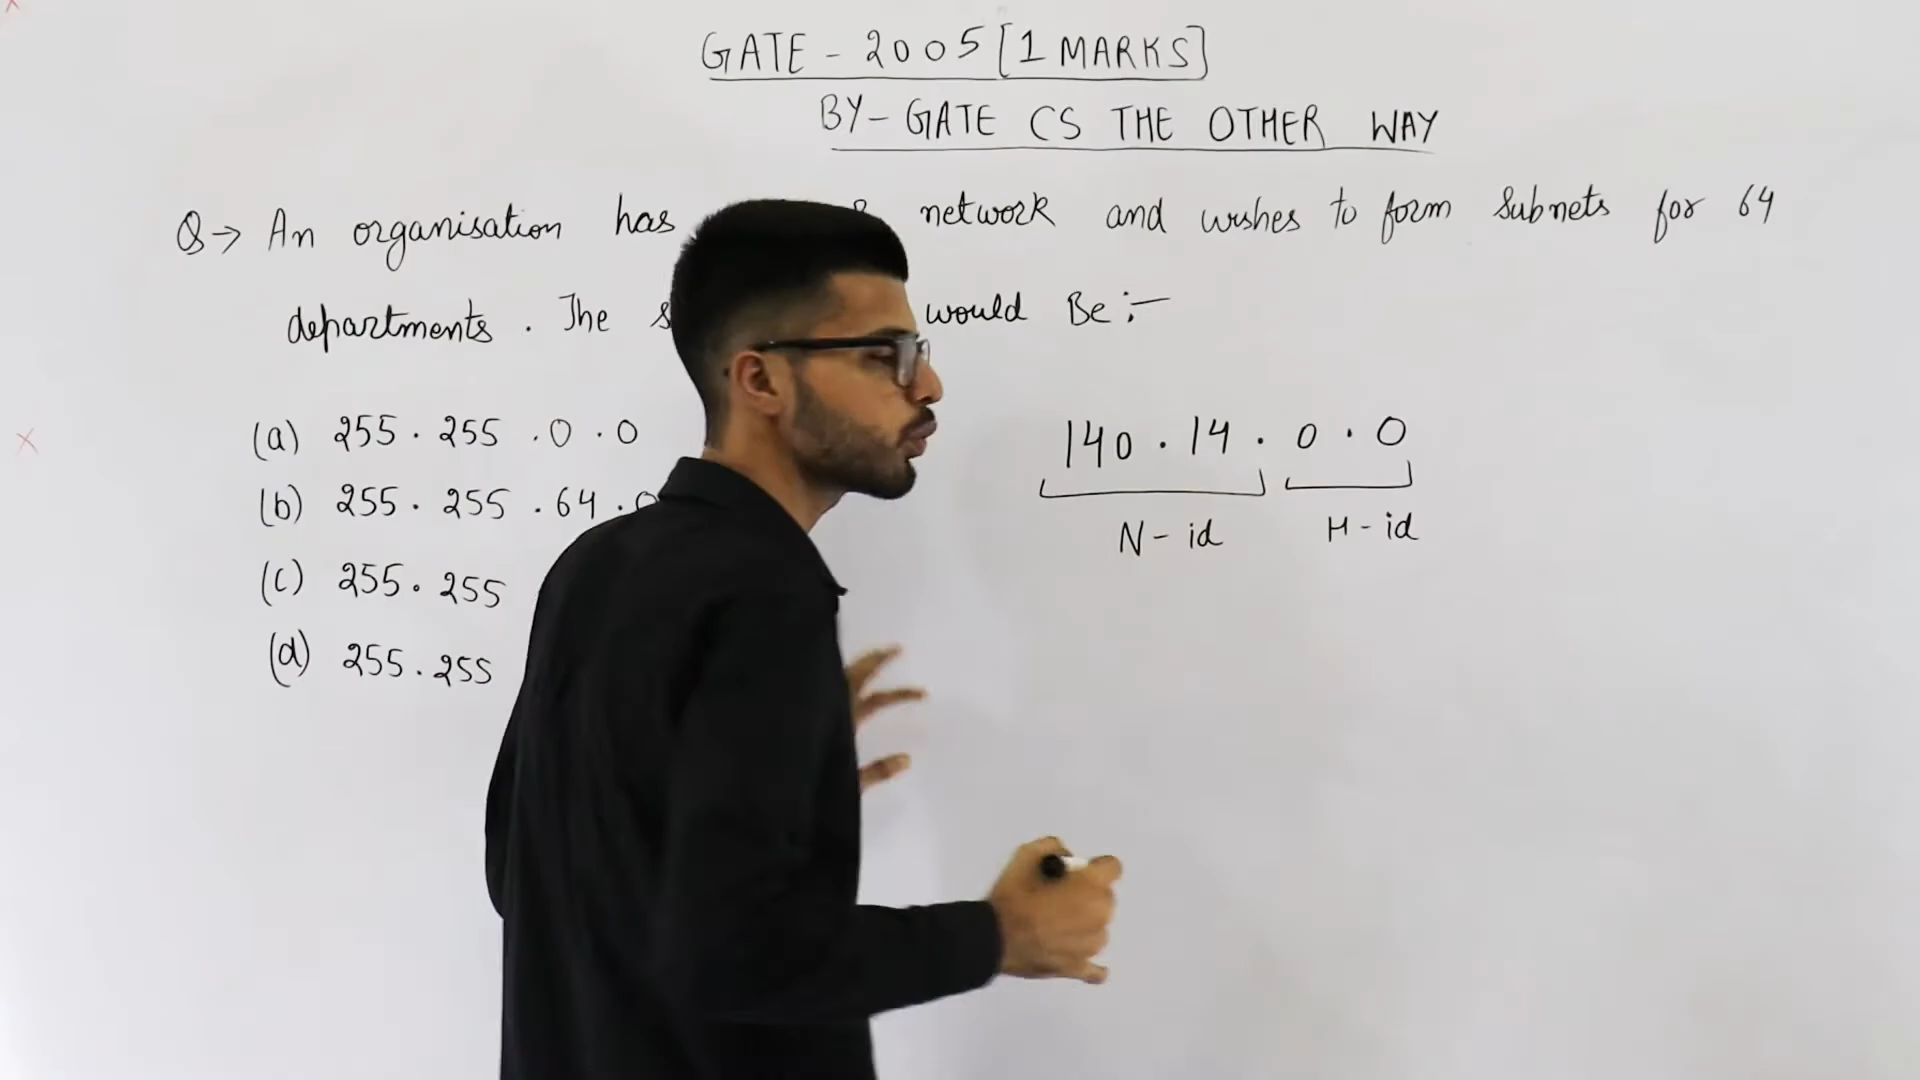 GATE - 2005 [1 MARKS]
BY - GATE CS THE OTHER WAY
Q → An organisation has network and wishes to form subnets for 64
departments . The would Be :-
(a) 255 . 255 . 0 . 0
(b) 255 . 255 . 64 . 0
(c) 255 . 255
(d) 255 . 255
140 . 14 . 0 . 0
N - id H - id